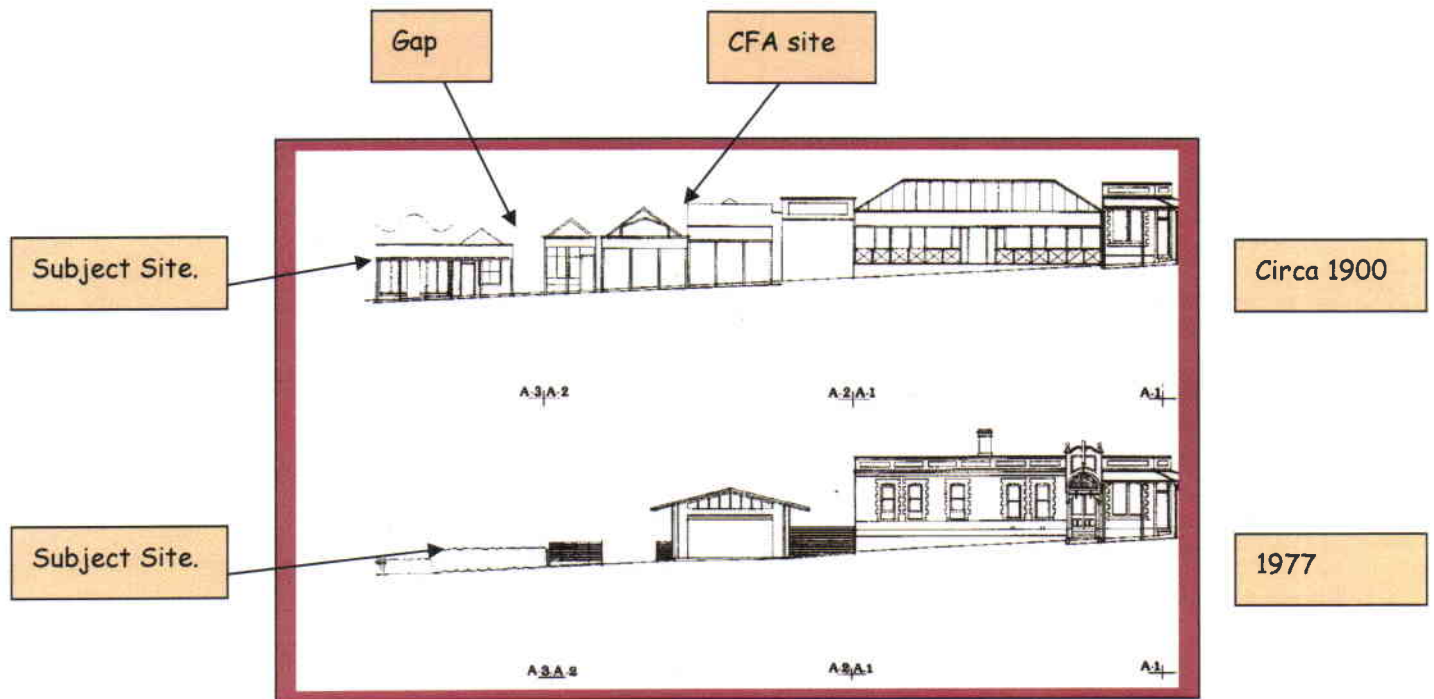 Gap
CFA site
Subject Site.
Circa 1900
A-3 A-2
A-2 A-1
A-1
Subject Site.
1977
A-3 A-2
A-2 A-1
A-1